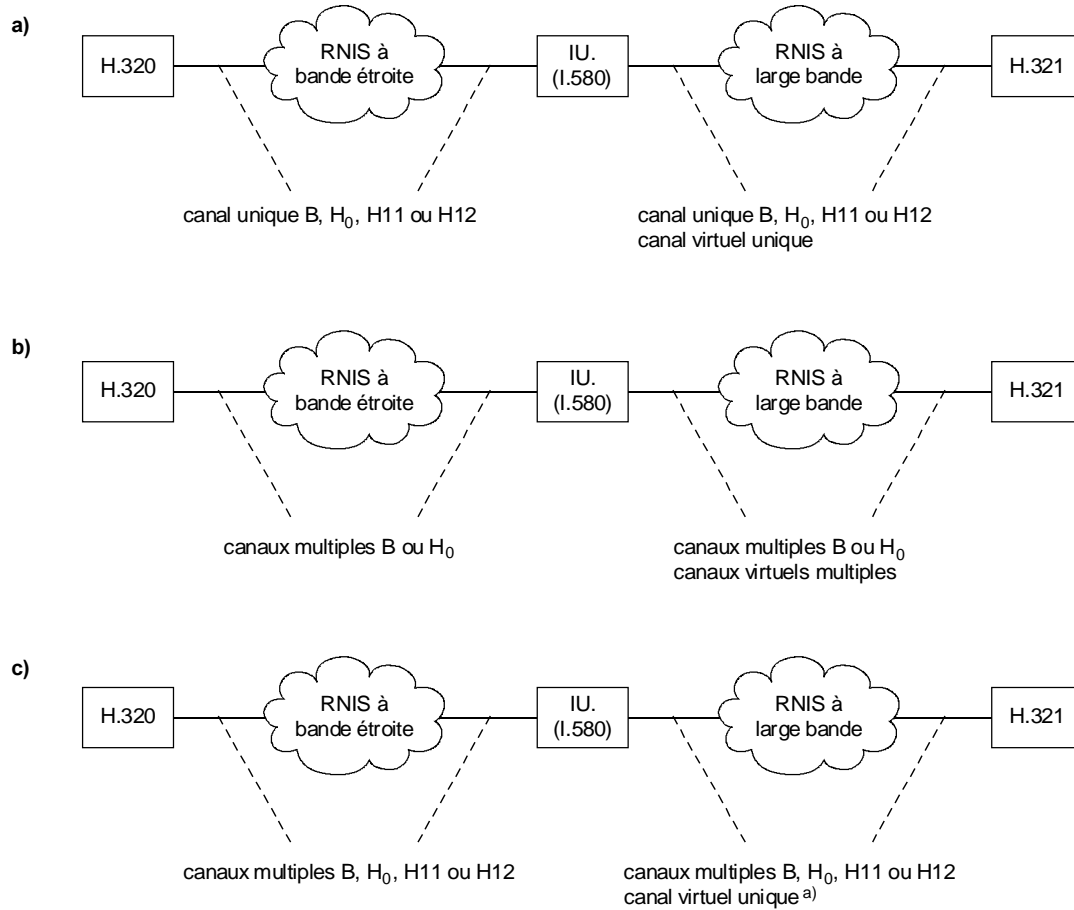 a)
H.320
RNIS à
bande étroite
IU.
(I.580)
RNIS à
large bande
H.321
canal unique B, H₀, H11 ou H12
canal unique B, H₀, H11 ou H12
canal virtuel unique
b)
H.320
RNIS à
bande étroite
IU.
(I.580)
RNIS à
large bande
H.321
canaux multiples B ou H₀
canaux multiples B ou H₀
canaux virtuels multiples
c)
H.320
RNIS à
bande étroite
IU.
(I.580)
RNIS à
large bande
H.321
canaux multiples B, H₀, H11 ou H12
canaux multiples B, H₀, H11 ou H12
canal virtuel unique a)